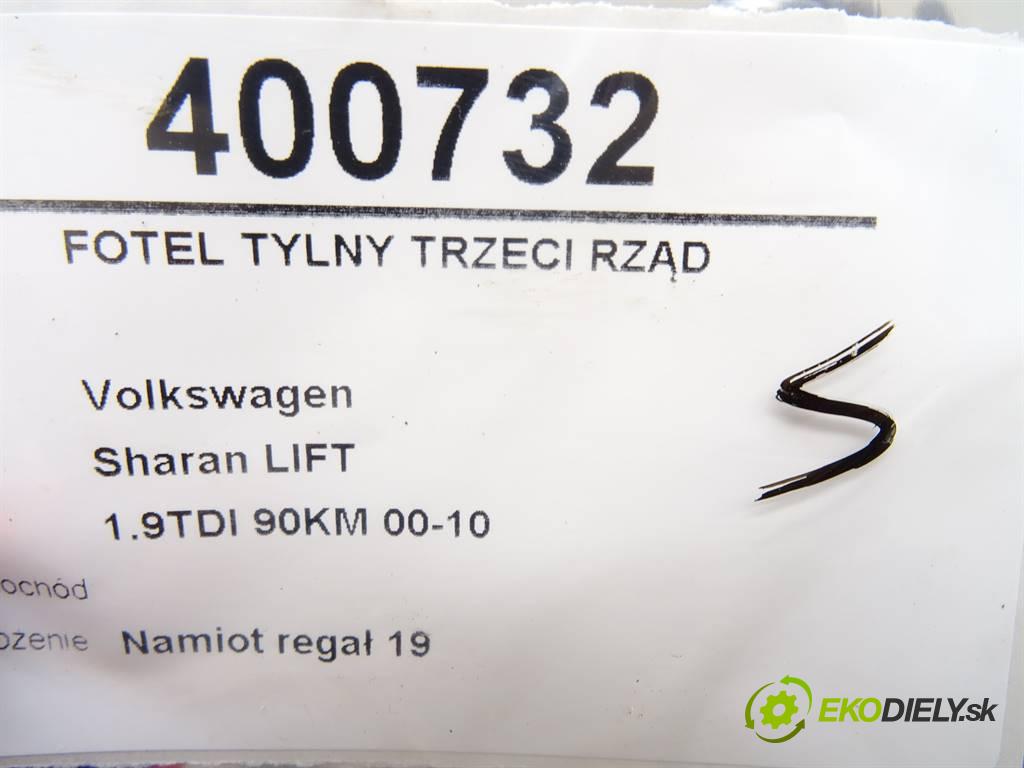 400732
FOTEL TYLNY TRZECI RZĄD
Volkswagen
Sharan LIFT
1.9TDI 90KM 00-10
ochód
ożenie Namiot regał 19
S
EKODIELY.sk